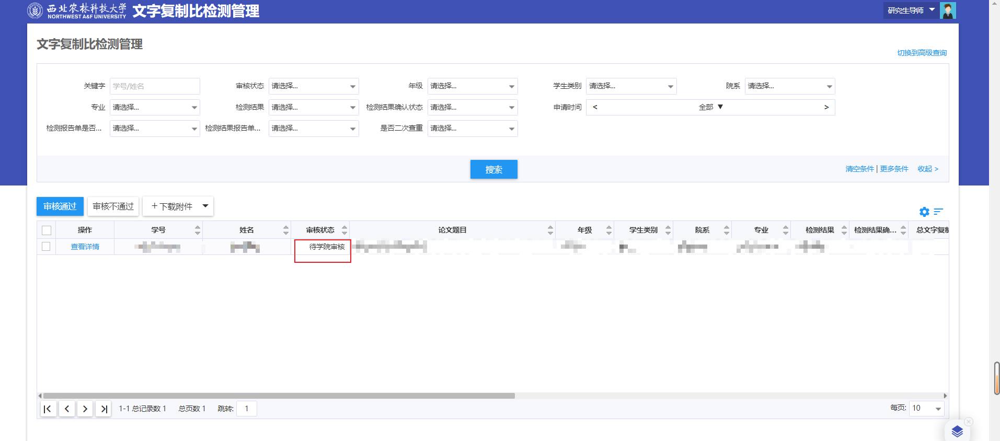 西北农林科技大学
NORTHWEST A&F UNIVERSITY
文字复制比检测管理
研究生导师
文字复制比检测管理
切换到高级查询
关键字 学号/姓名 审核状态 请选择... 年级 请选择... 学生类别 请选择... 院系 请选择...
专业 请选择... 检测结果 请选择... 检测结果确认状态 请选择... 申请时间 < 全部 ▼ >
检测报告单是否... 请选择... 检测结果报告单... 请选择... 是否二次查重 请选择...
搜索
清空条件 | 更多条件 收起 >
审核通过 审核不通过 +下载附件
操作 学号 姓名 审核状态 论文题目 年级 学生类别 院系 专业 检测结果 检测结果确... 总文字复制
查看详情 待学院审核
1-1 总记录数 1 总页数 1 跳转: 1 每页: 10